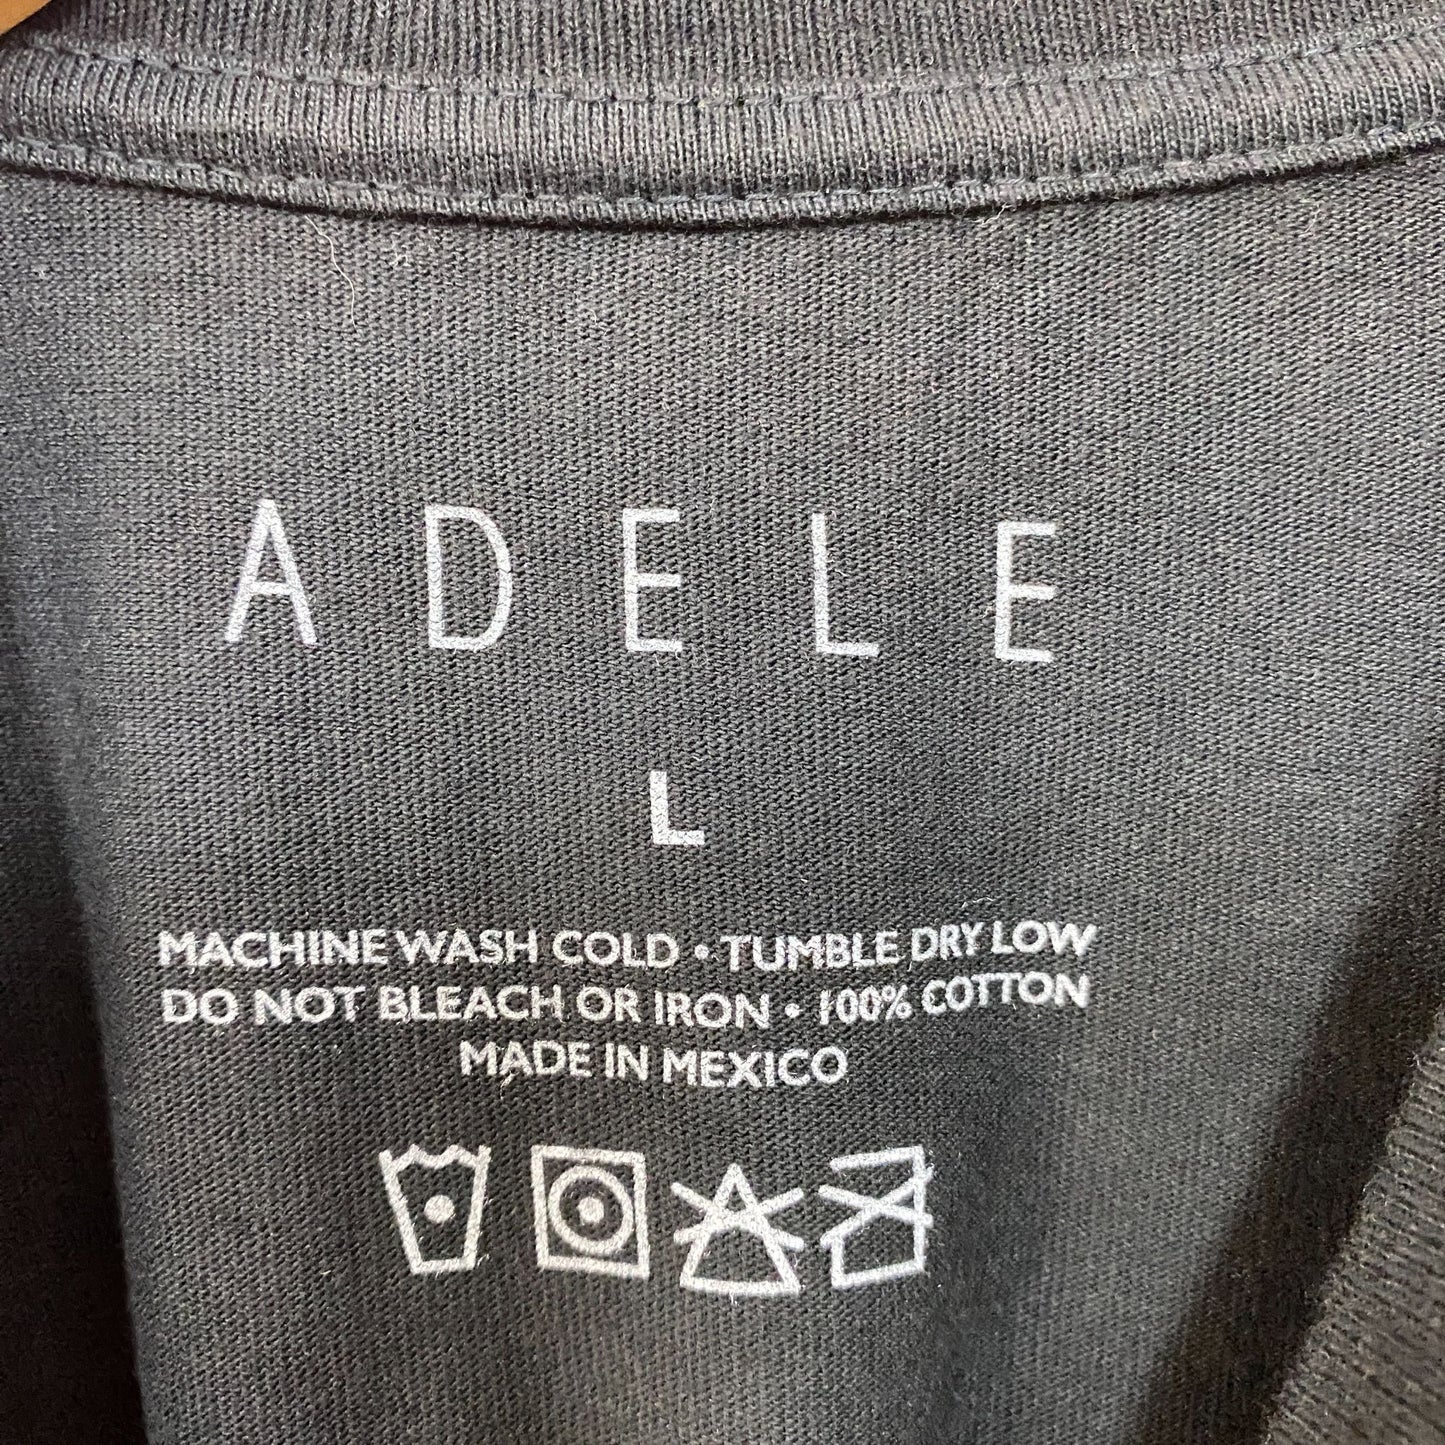 ADELE
L
MACHINE WASH COLD • TUMBLE DRY LOW
DO NOT BLEACH OR IRON • 100% COTTON
MADE IN MEXICO